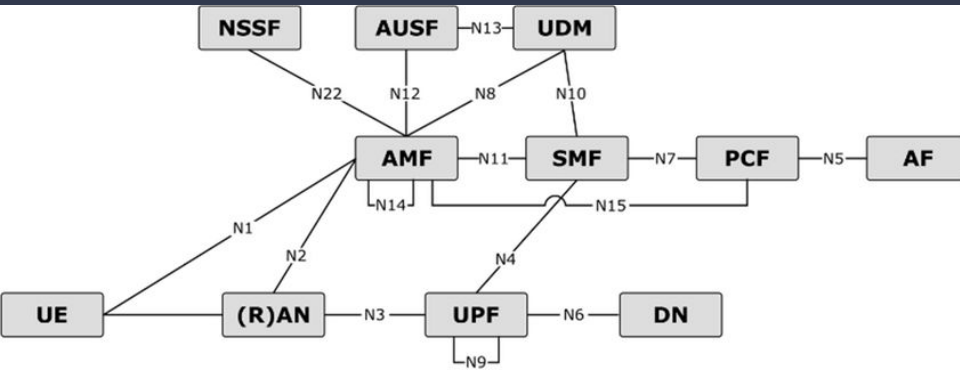 NSSF
AUSF
N13
UDM
N22
N12
N8
N10
AMF
N11
SMF
N7
PCF
N5
AF
N14
N15
N1
N2
N4
UE
(R)AN
N3
UPF
N6
DN
N9